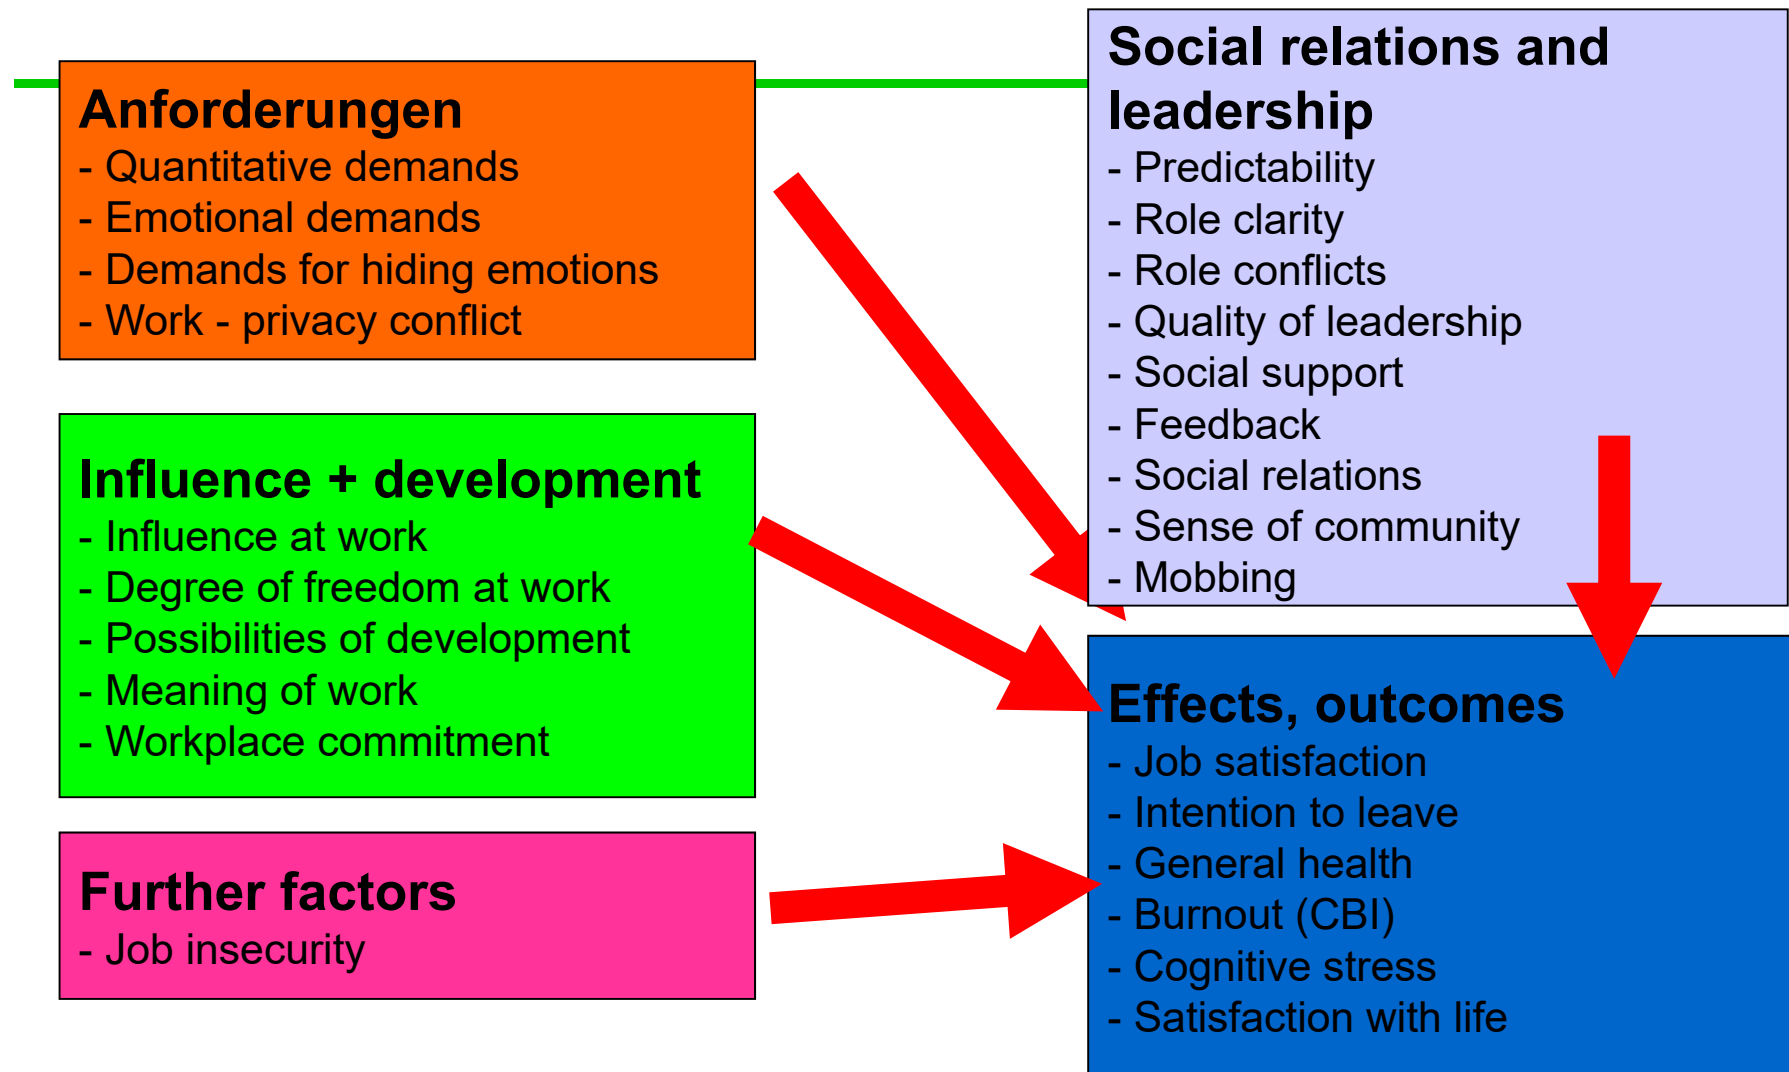 Anforderungen
- Quantitative demands
- Emotional demands
- Demands for hiding emotions
- Work - privacy conflict
Influence + development
- Influence at work
- Degree of freedom at work
- Possibilities of development
- Meaning of work
- Workplace commitment
Further factors
- Job insecurity
Social relations and
leadership
- Predictability
- Role clarity
- Role conflicts
- Quality of leadership
- Social support
- Feedback
- Social relations
- Sense of community
- Mobbing
Effects, outcomes
- Job satisfaction
- Intention to leave
- General health
- Burnout (CBI)
- Cognitive stress
- Satisfaction with life